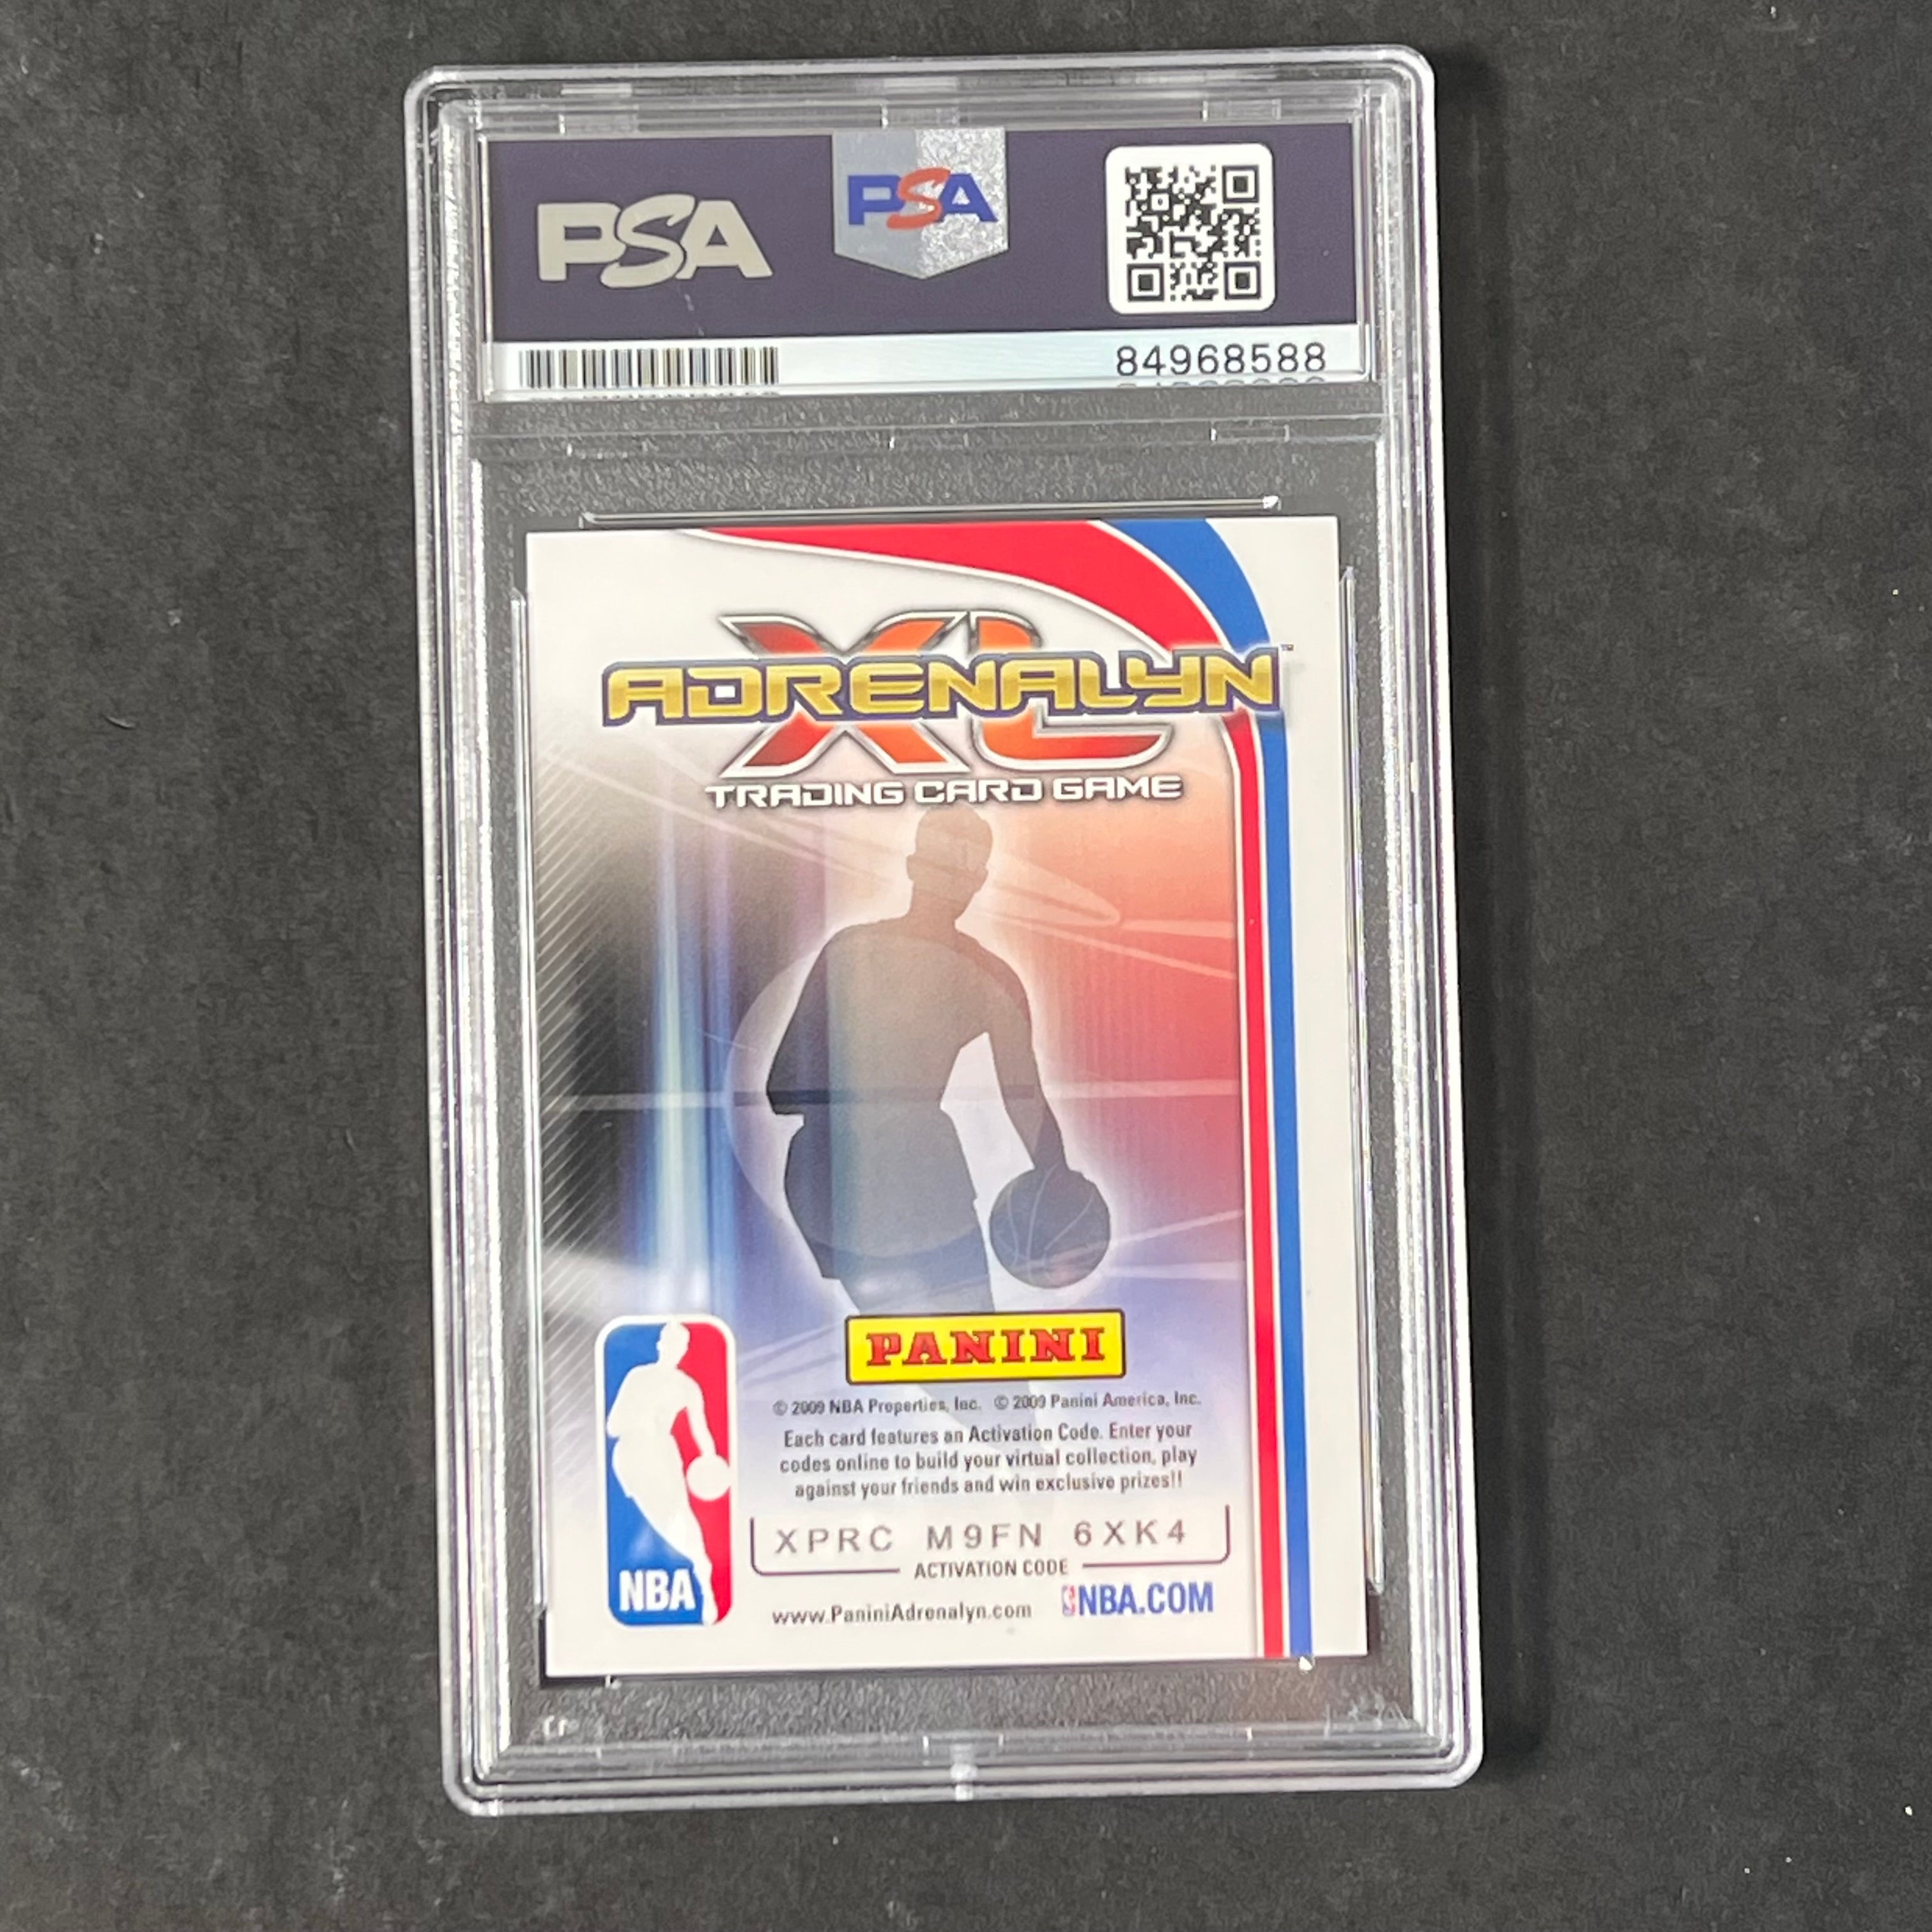 PSA
PSA
84968588
XL
ADRENALYN™
TRADING CARD GAME
PANINI
© 2009 NBA Properties, Inc. © 2009 Panini America, Inc.
Each card features an Activation Code. Enter your
codes online to build your virtual collection, play
against your friends and win exclusive prizes!!
XPRC M9FN 6XK4
ACTIVATION CODE
NBA
www.PaniniAdrenalyn.com NBA.COM